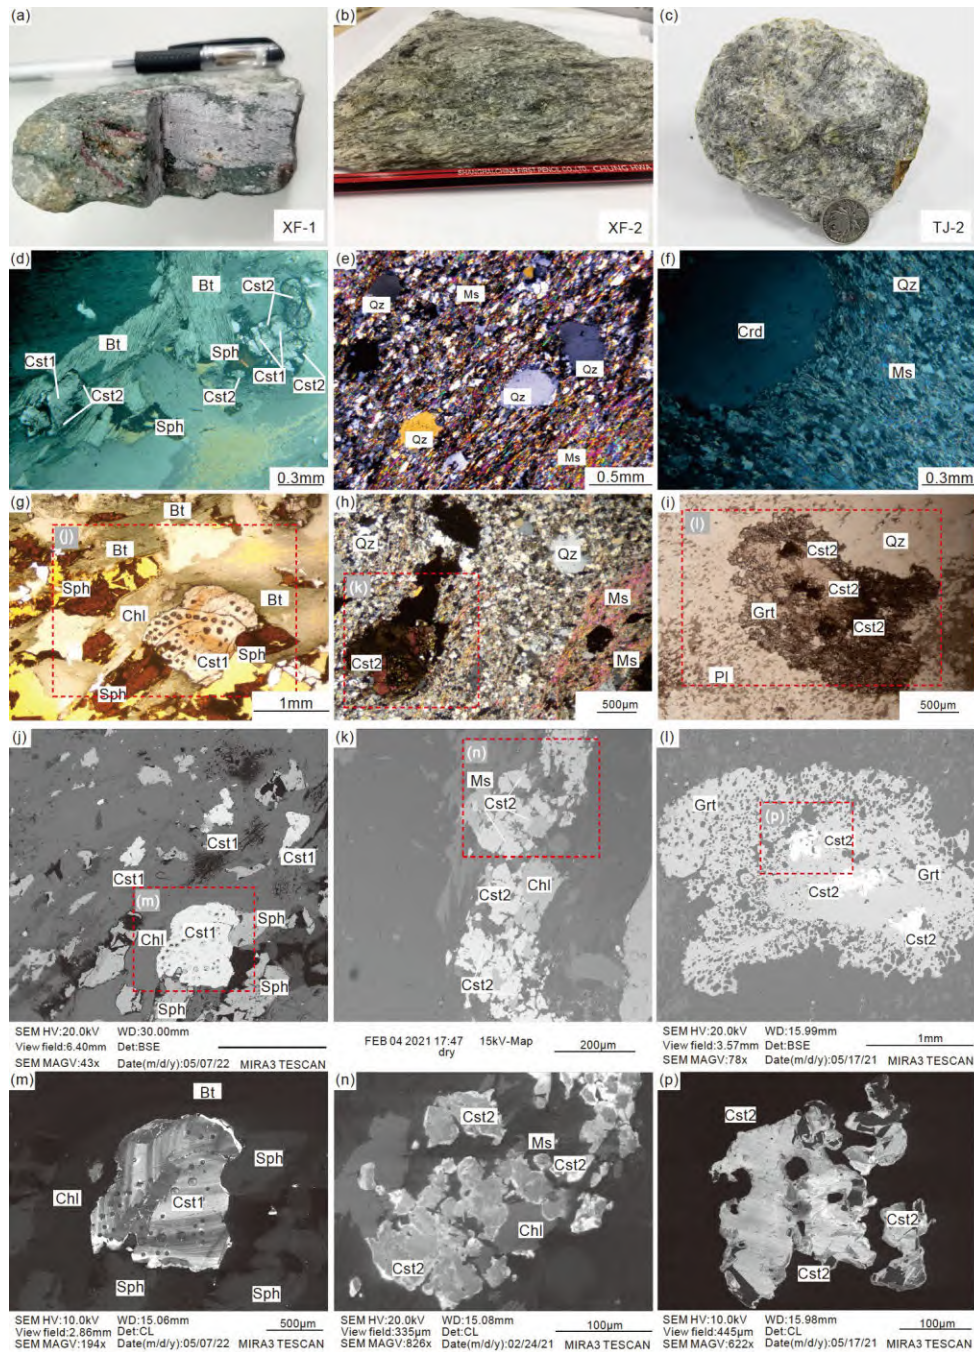 (a)
XF-1
(b)
SHANGHAI CHINA FIRST PENCIL CO.,LTD. CHUNG HWA
XF-2
(c)
TJ-2
(d)
Bt
Cst2
Bt
Cst1
Sph
Cst1
Cst2
Cst2
Cst2
Sph
0.3mm
(e)
Qz
Ms
Qz
Qz
Qz
Ms
0.5mm
(f)
Qz
Crd
Ms
0.3mm
(g)
Bt
(j)
Bt
Sph
Bt
Chl
Cst1
Sph
Sph
1mm
(h)
Qz
Qz
(k)
Ms
Cst2
Ms
500μm
(i)
(l)
Cst2
Qz
Cst2
Grt
Cst2
Pl
500μm
(j)
Cst1
Cst1
Cst1
(m)
Sph
Cst1
Chl
Sph
Sph
SEM HV:20.0kV WD:30.00mm
View field:6.40mm Det:BSE 1mm
SEM MAGV:43x Date(m/d/y):05/07/22 MIRA3 TESCAN
(k)
(n)
Ms
Cst2
Chl
Cst2
Cst2
FEB 04 2021 17:47 15kV-Map 200μm
dry
(l)
Grt
(p)
Cst2
Grt
Cst2
Cst2
SEM HV:20.0kV WD:15.99mm
View field:3.57mm Det:BSE 1mm
SEM MAGV:78x Date(m/d/y):05/17/21 MIRA3 TESCAN
(m)
Bt
Sph
Chl
Cst1
Sph
Sph
SEM HV:10.0kV WD:15.06mm
View field:2.86mm Det:CL 500μm
SEM MAGV:194x Date(m/d/y):05/07/22 MIRA3 TESCAN
(n)
Cst2
Ms
Cst2
Chl
Cst2
SEM HV:20.0kV WD:15.08mm
View field:335μm Det:CL 100μm
SEM MAGV:826x Date(m/d/y):02/24/21 MIRA3 TESCAN
(p)
Cst2
Cst2
Cst2
SEM HV:10.0kV WD:15.98mm
View field:445μm Det:CL 100μm
SEM MAGV:622x Date(m/d/y):05/17/21 MIRA3 TESCAN